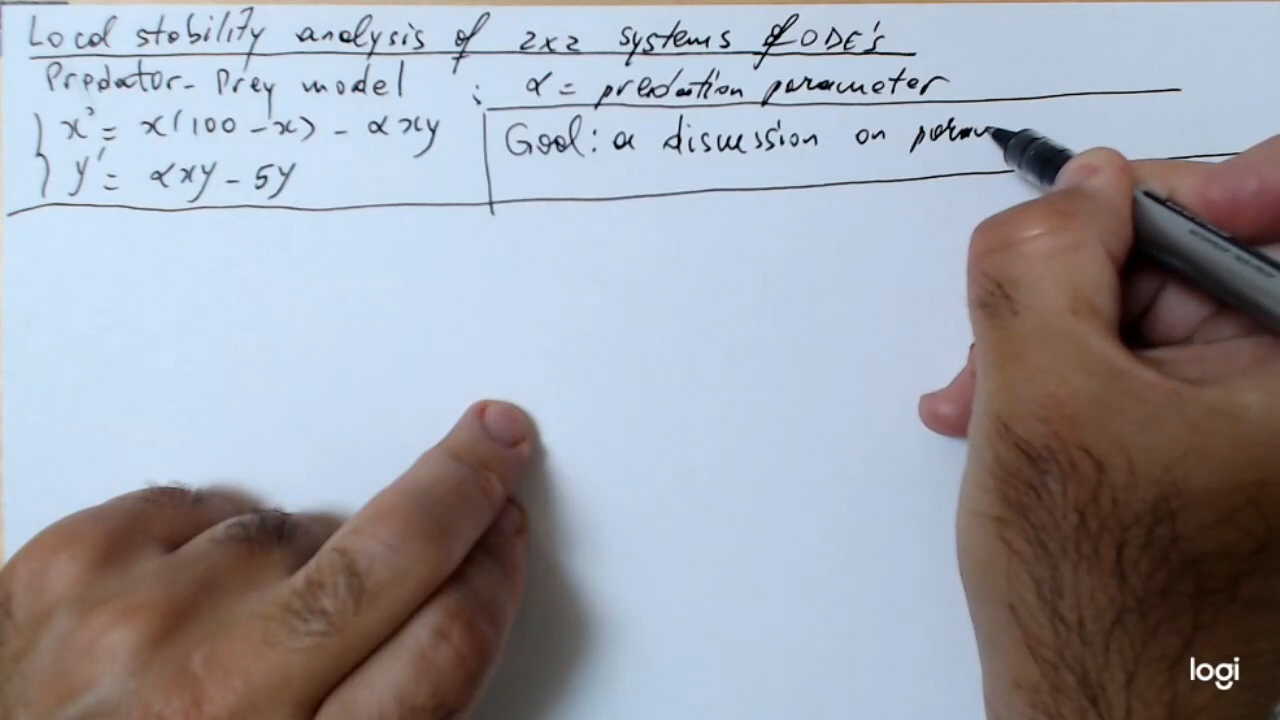 Local stability analysis of 2x2 systems of ODE's
Predator-Prey model ; α = predation parameter
x' = x(100-x) - αxy
y' = αxy - 5y
Goal: a discussion on param
logi